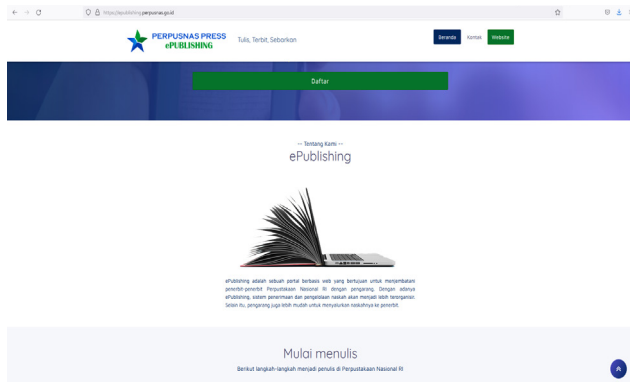 https://epublishing.perpusnas.go.id
PERPUSNAS PRESS
ePUBLISHING
Tulis, Terbit, Sebarkan
Beranda
Kontak
Website
Daftar
--- Tentang Kami ---
ePublishing
ePublishing adalah sebuah portal berbasis web yang bertujuan untuk menjembatani
penerbit-penerbit Perpustakaan Nasional RI dengan pengarang. Dengan adanya
ePublishing, sistem penerimaan dan pengelolaan naskah akan menjadi lebih terorganisir.
Selain itu, pengarang juga lebih mudah untuk menyalurkan naskahnya ke penerbit.
Mulai menulis
Berikut langkah-langkah menjadi penulis di Perpustakaan Nasional RI